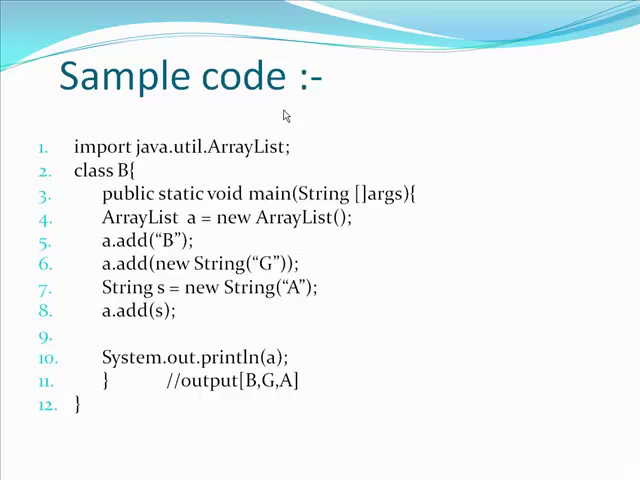 Sample code :-
1. import java.util.ArrayList;
2. class B{
3. public static void main(String []args){
4. ArrayList a = new ArrayList();
5. a.add(“B”);
6. a.add(new String(“G”));
7. String s = new String(“A”);
8. a.add(s);
9.
10. System.out.println(a);
11. } //output[B,G,A]
12. }